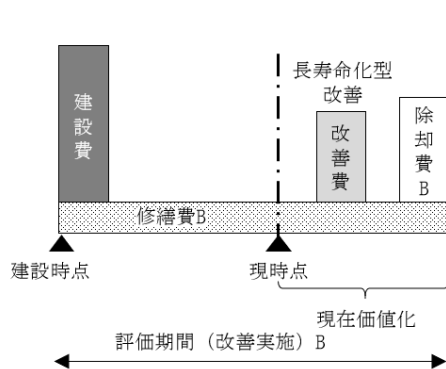 建設費
長寿命化型
改善
改善費
除却費B
修繕費B
建設時点
現時点
現在価値化
評価期間（改善実施）B